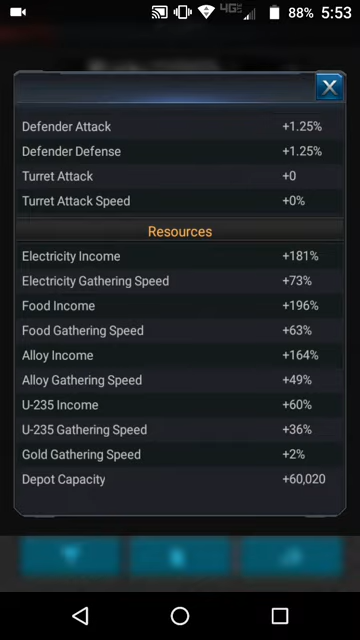 4G
88% 5:53
X
Defender Attack +1.25%
Defender Defense +1.25%
Turret Attack +0
Turret Attack Speed +0%
Resources
Electricity Income +181%
Electricity Gathering Speed +73%
Food Income +196%
Food Gathering Speed +63%
Alloy Income +164%
Alloy Gathering Speed +49%
U-235 Income +60%
U-235 Gathering Speed +36%
Gold Gathering Speed +2%
Depot Capacity +60,020